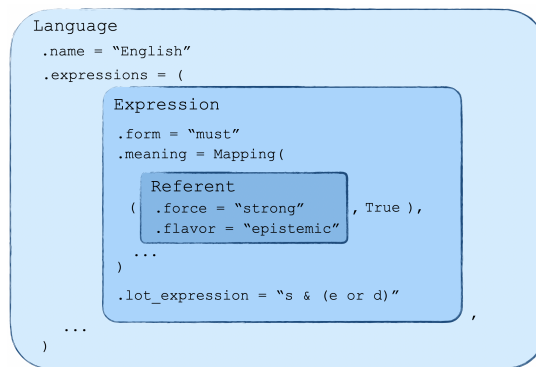 Language
.name = “English”
.expressions = (
Expression
.form = “must”
.meaning = Mapping(
Referent
( .force = “strong” , True ),
.flavor = “epistemic”
...
)
.lot_expression = “s & (e or d)”
,
...
)